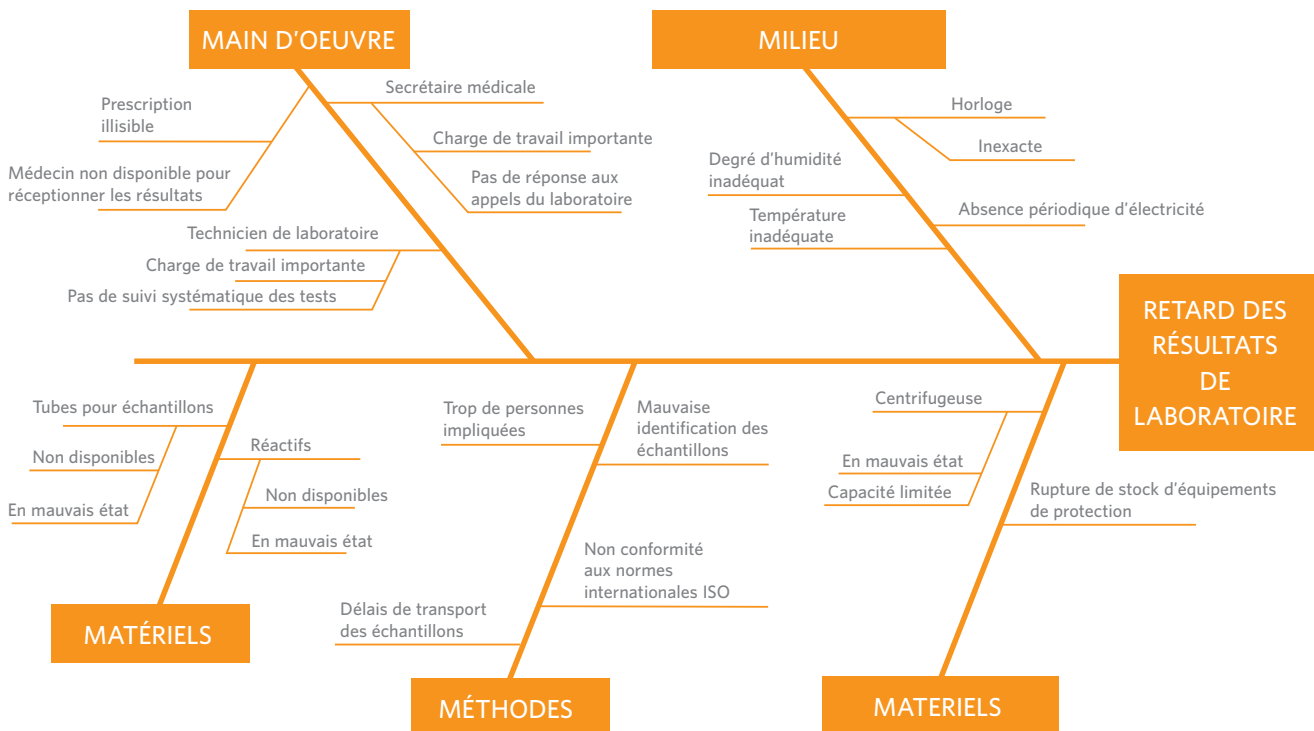 MAIN D'OEUVRE
MILIEU
Secrétaire médicale
Prescription
illisible
Charge de travail importante
Médecin non disponible pour
réceptionner les résultats
Pas de réponse aux
appels du laboratoire
Technicien de laboratoire
Charge de travail importante
Pas de suivi systématique des tests
Horloge
Inexacte
Degré d'humidité
inadéquat
Température
inadéquate
Absence périodique d'électricité
RETARD DES
RÉSULTATS
DE
LABORATOIRE
Tubes pour échantillons
Non disponibles
En mauvais état
Réactifs
Non disponibles
En mauvais état
MATÉRIELS
Trop de personnes
impliquées
Mauvaise
identification des
échantillons
Non conformité
aux normes
internationales ISO
Délais de transport
des échantillons
MÉTHODES
Centrifugeuse
En mauvais état
Capacité limitée
Rupture de stock d'équipements
de protection
MATERIELS